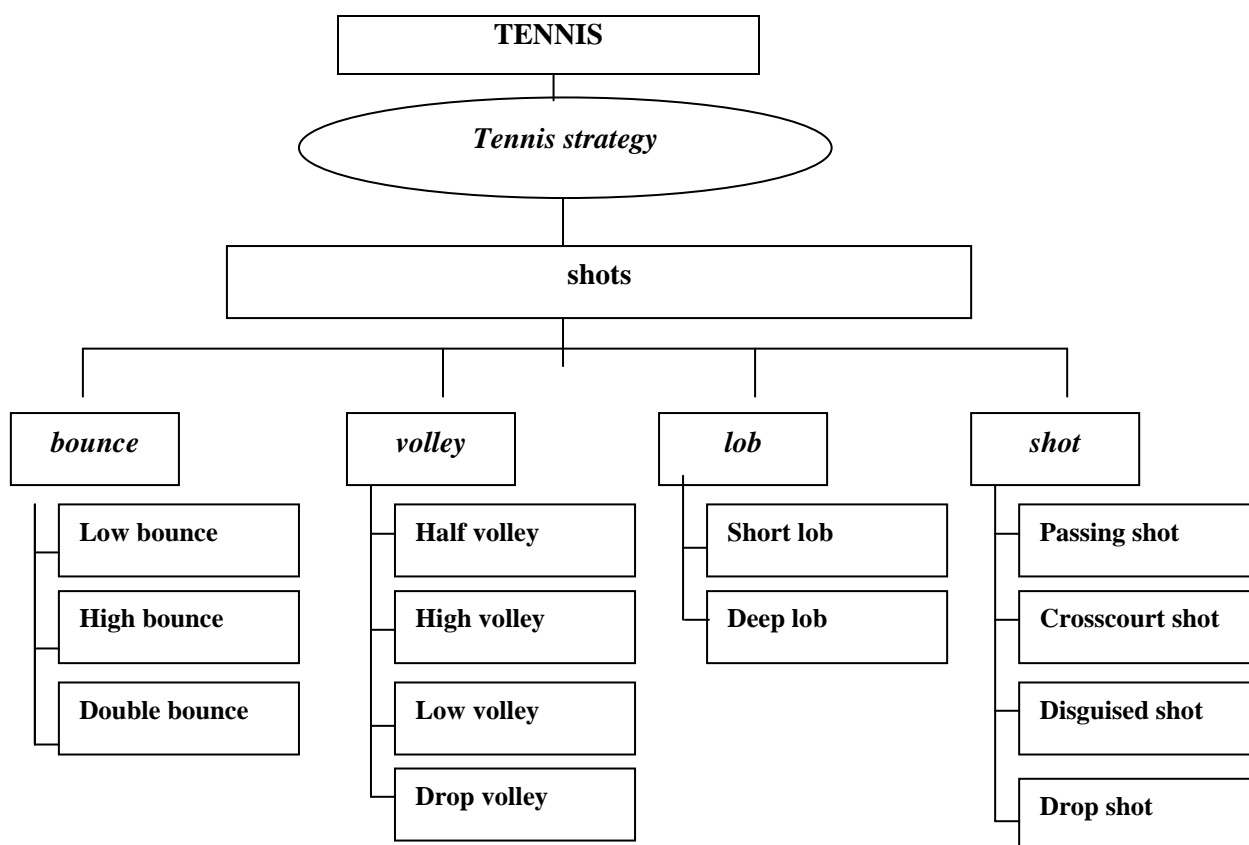 TENNIS
Tennis strategy
shots
bounce
volley
lob
shot
Low bounce
High bounce
Double bounce
Half volley
High volley
Low volley
Drop volley
Short lob
Deep lob
Passing shot
Crosscourt shot
Disguised shot
Drop shot